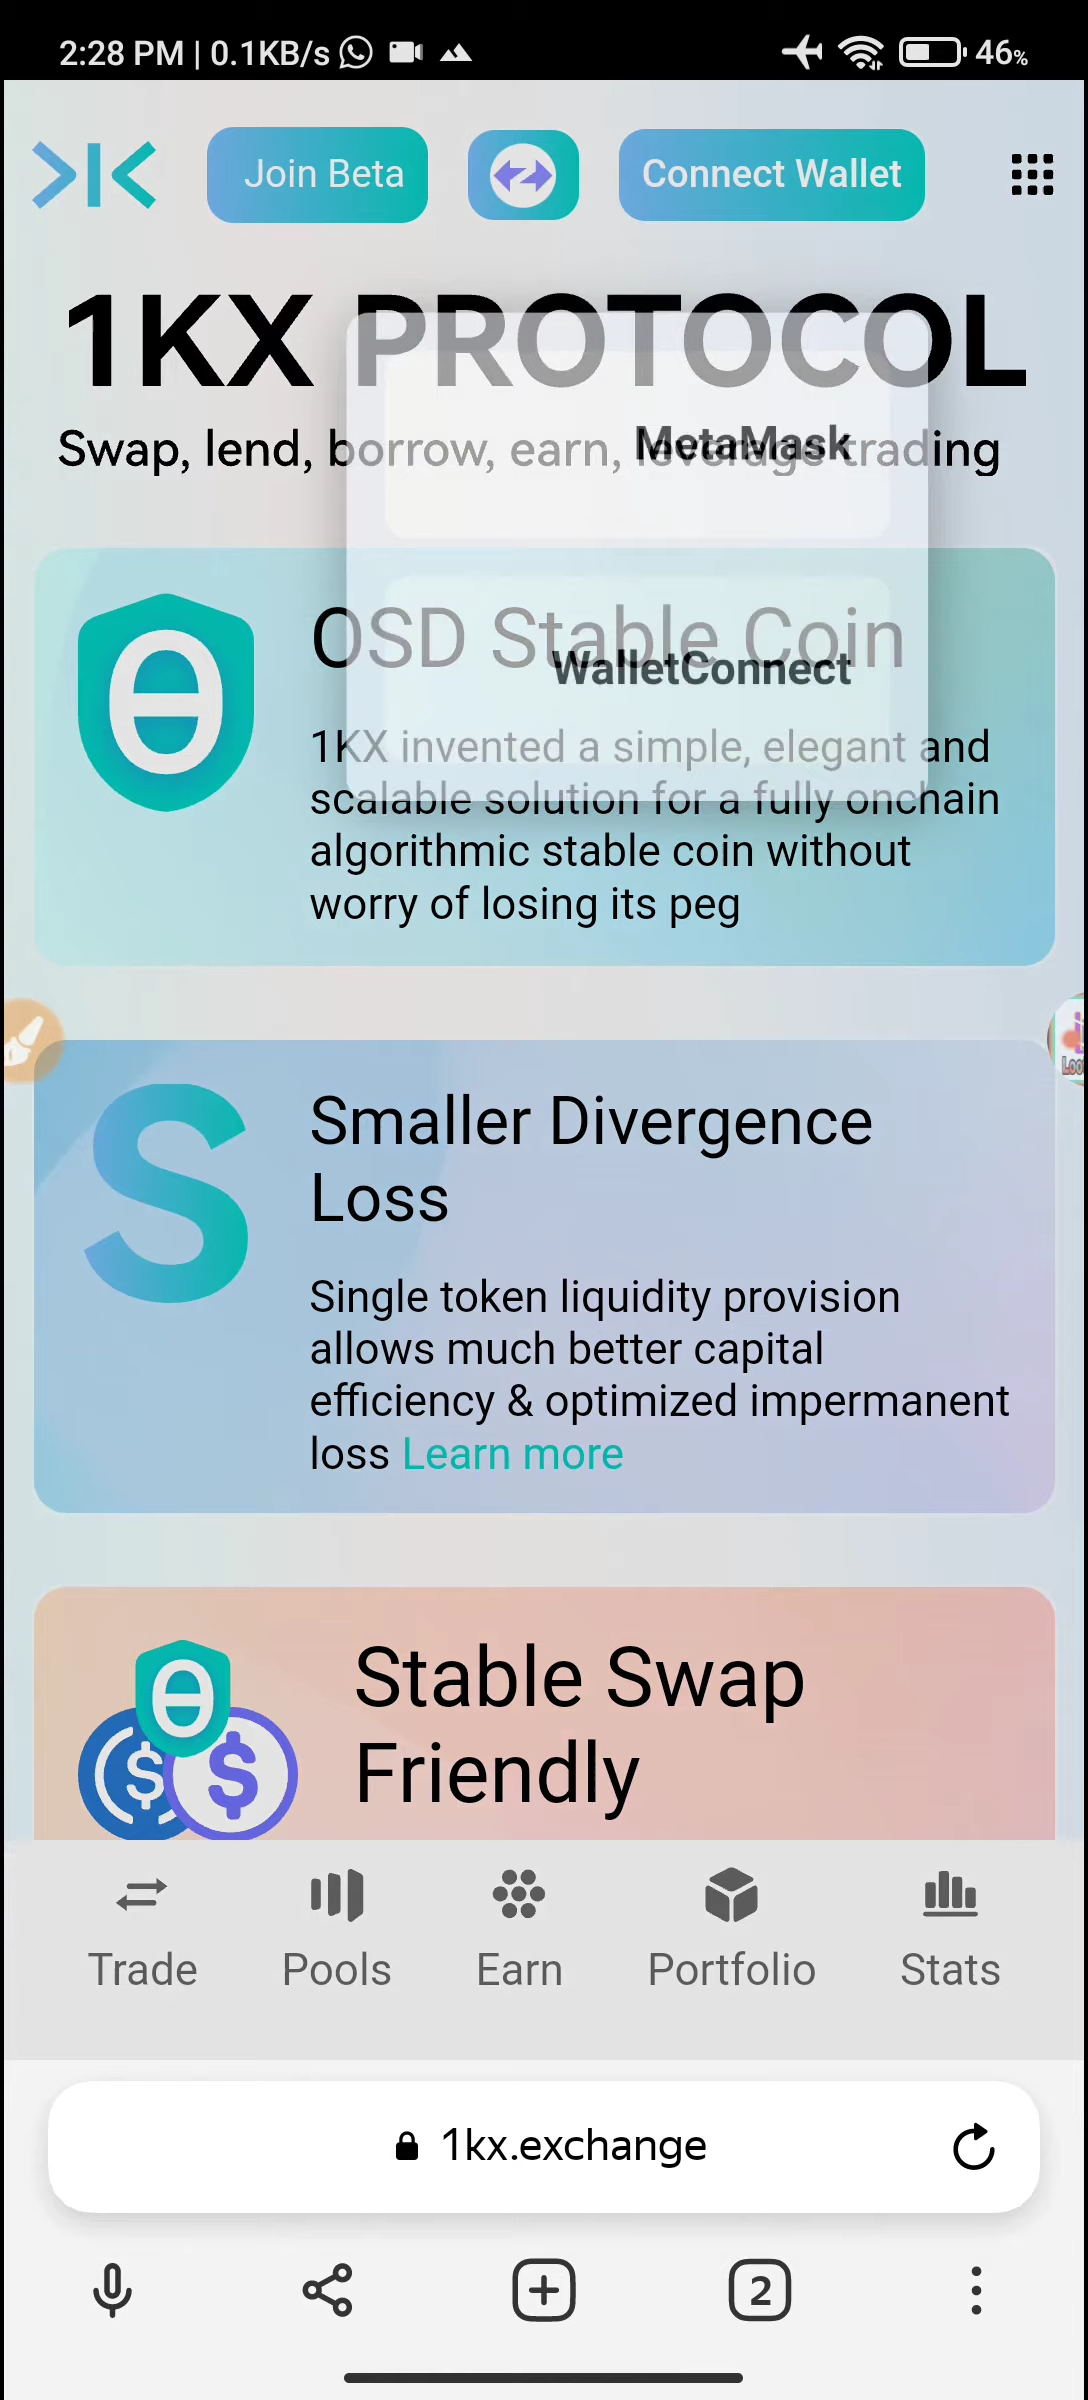 2:28 PM | 0.1KB/s
46%
Join Beta
Connect Wallet
1KX PROTOCOL
Swap, lend, borrow, earn, leverage trading
MetaMask
OSD Stable Coin
WalletConnect
1KX invented a simple, elegant and
scalable solution for a fully onchain
algorithmic stable coin without
worry of losing its peg
Smaller Divergence
Loss
Single token liquidity provision
allows much better capital
efficiency & optimized impermanent
loss Learn more
Stable Swap
Friendly
Trade
Pools
Earn
Portfolio
Stats
1kx.exchange
2